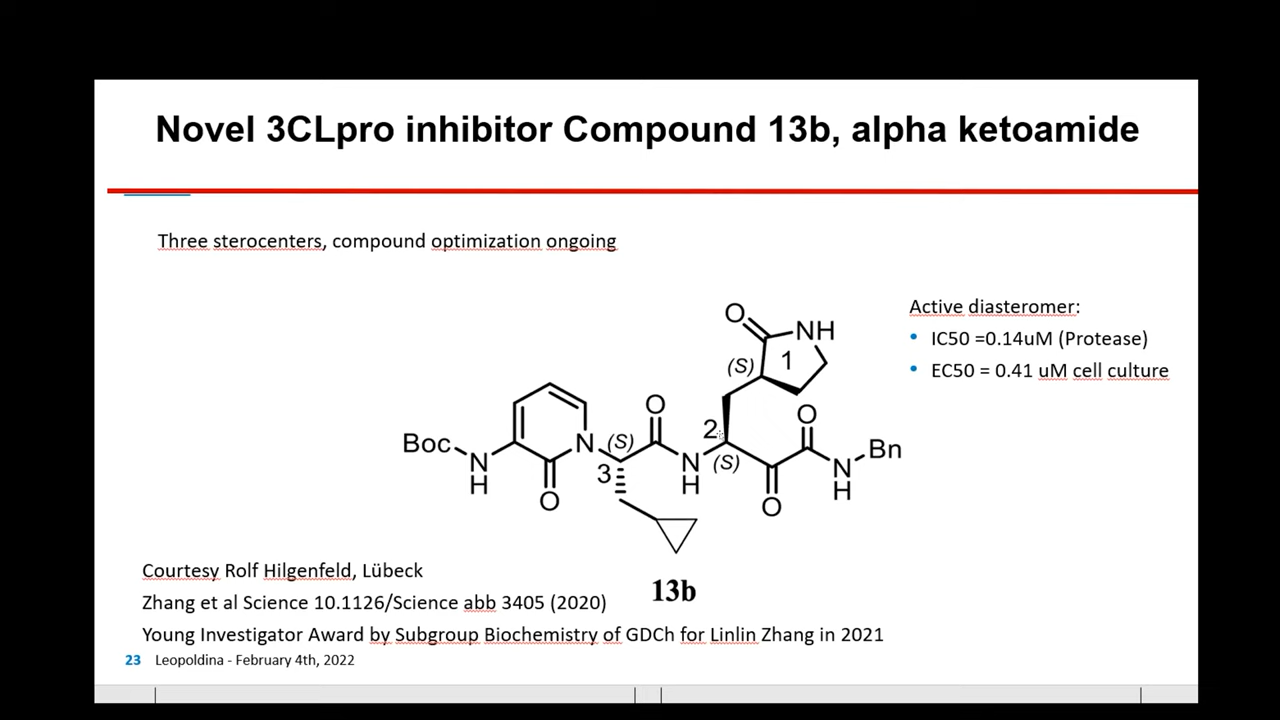 Novel 3CLpro inhibitor Compound 13b, alpha ketoamide
Three sterocenters, compound optimization ongoing
Active diasteromer:
• IC50 =0.14uM (Protease)
• EC50 = 0.41 uM cell culture
O
NH
(S)
1
Boc
N
H
O
N
(S)
3
O
N
H
2
(S)
O
O
N
H
Bn
13b
Courtesy Rolf Hilgenfeld, Lübeck
Zhang et al Science 10.1126/Science abb 3405 (2020)
Young Investigator Award by Subgroup Biochemistry of GDCh for Linlin Zhang in 2021
23 Leopoldina - February 4th, 2022